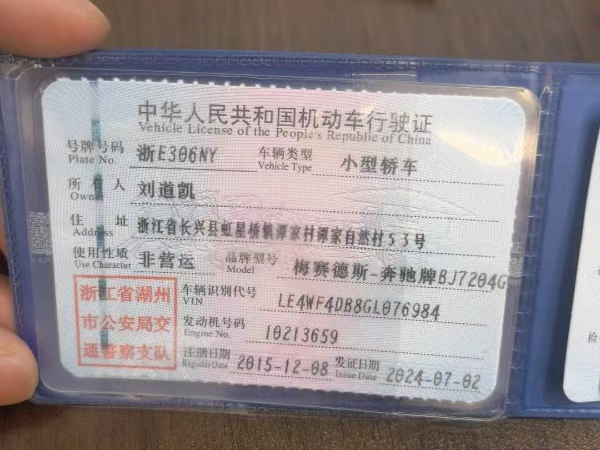 中华人民共和国机动车行驶证
Vehicle License of the People's Republic of China
号牌号码 Plate No. 浙E306NY 车辆类型 Vehicle Type 小型轿车
所有人 Owner 刘道凯
住址 Address 浙江省长兴县虹星桥镇谭家村谭家自然村53号
使用性质 Use Character 非营运 品牌型号 Model 梅赛德斯-奔驰牌BJ7204G
浙江省湖州
市公安局交
通警察支队
车辆识别代号 VIN LE4WF4DB8GL076984
发动机号码 Engine No. 10213659
注册日期 Register Date 2015-12-08 发证日期 Issue Date 2024-07-02
检